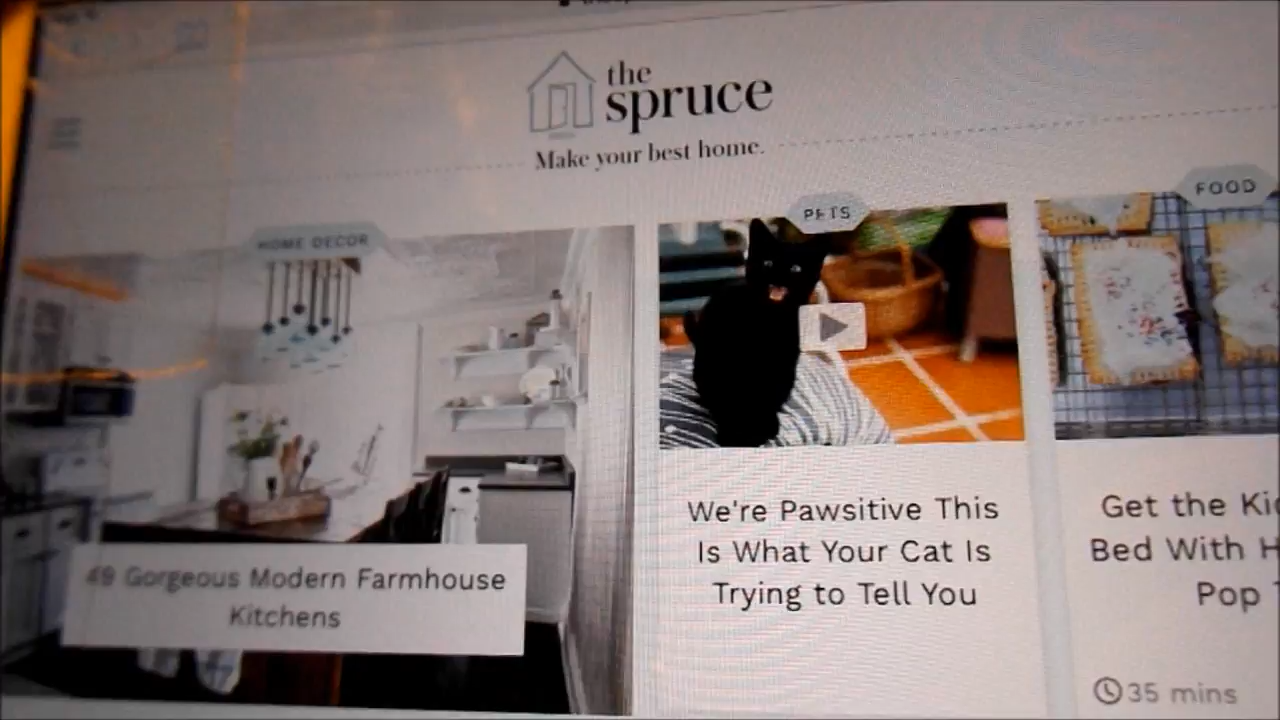 the
spruce
Make your best home.
HOME DECOR
PETS
FOOD
49 Gorgeous Modern Farmhouse
Kitchens
We're Pawsitive This
Is What Your Cat Is
Trying to Tell You
Get the
Bed With
Pop
35 mins